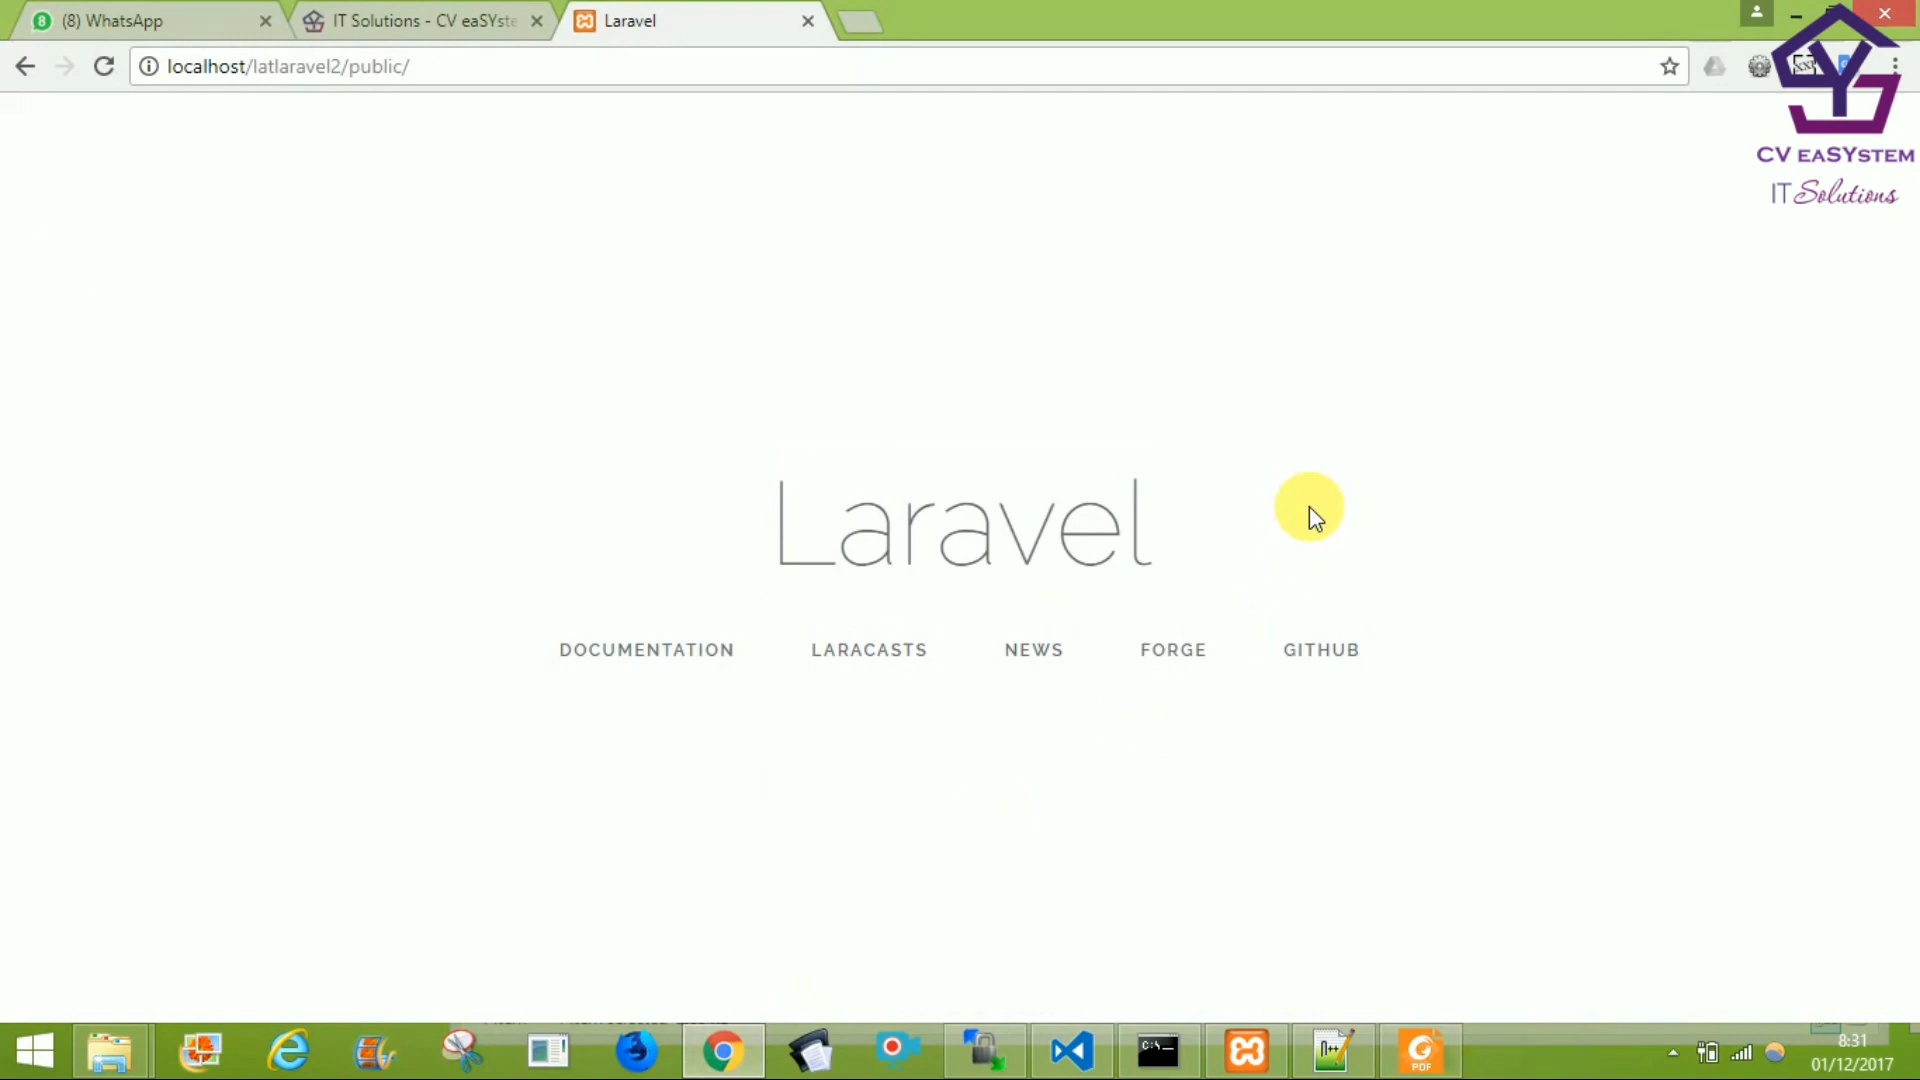 (8) WhatsApp
IT Solutions - CV eaSYste
Laravel
localhost/latlaravel2/public/
CV eaSYstem
IT Solutions
Laravel
DOCUMENTATION
LARACASTS
NEWS
FORGE
GITHUB
C:\
n++
PDF
8:31
01/12/2017